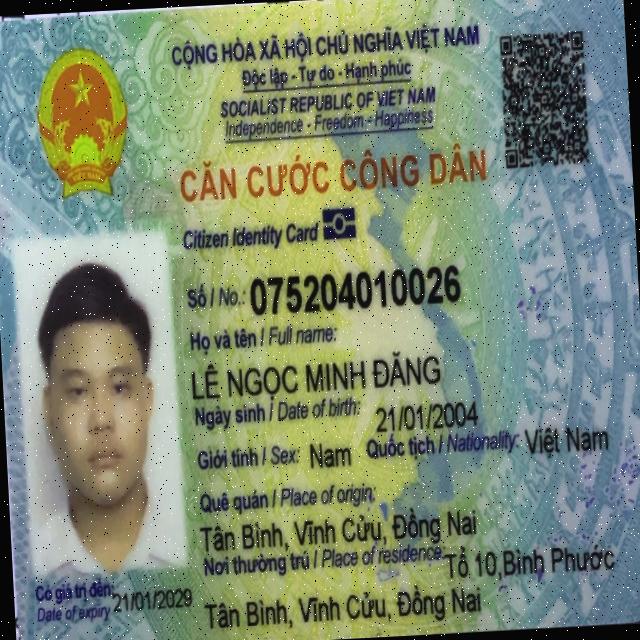 CỘNG HÒA XÃ HỘI CHỦ NGHĨA VIỆT NAM
Độc lập - Tự do - Hạnh phúc
SOCIALIST REPUBLIC OF VIET NAM
Independence - Freedom - Happiness
CĂN CƯỚC CÔNG DÂN
Citizen Identity Card
Số / No.: 075204010026
Họ và tên / Full name:
LÊ NGỌC MINH ĐĂNG
Ngày sinh / Date of birth: 21/01/2004
Giới tính / Sex: Nam Quốc tịch / Nationality: Việt Nam
Quê quán / Place of origin:
Tân Bình, Vĩnh Cửu, Đồng Nai
Nơi thường trú / Place of residence: Tổ 10,Bình Phước
Tân Bình, Vĩnh Cửu, Đồng Nai
Có giá trị đến: 21/01/2029
Date of expiry